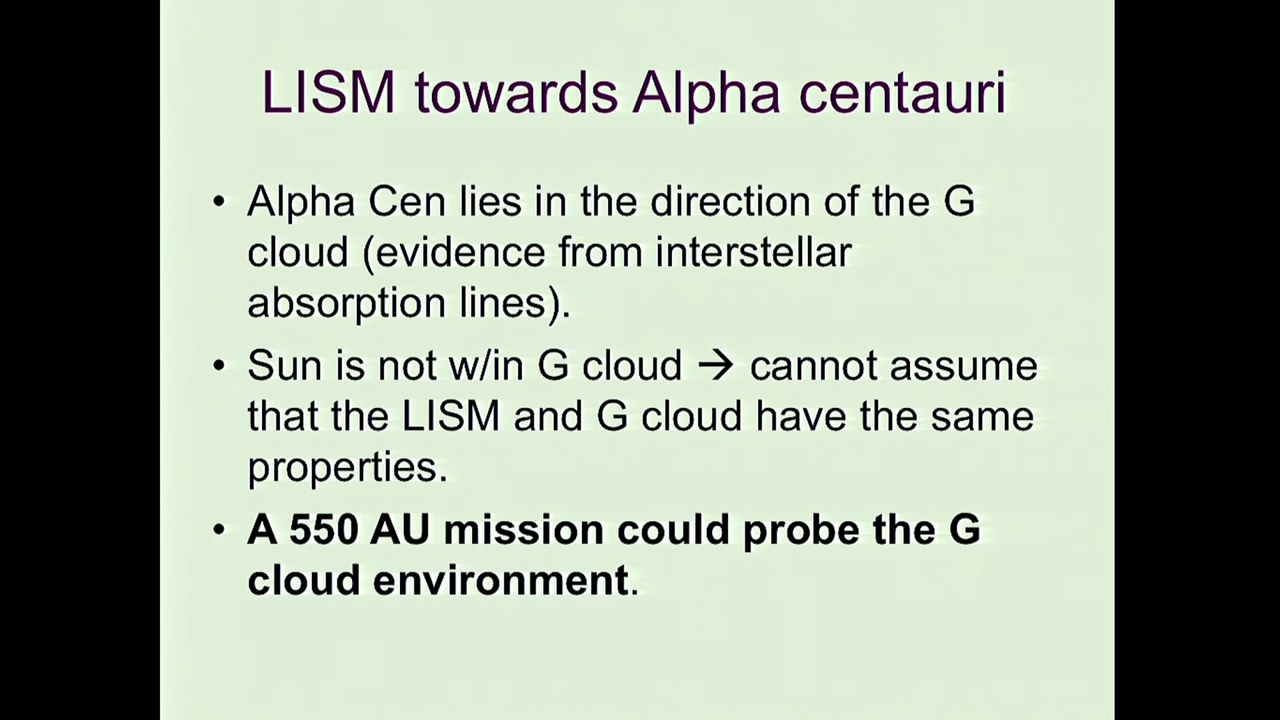 LISM towards Alpha centauri
• Alpha Cen lies in the direction of the G
cloud (evidence from interstellar
absorption lines).
• Sun is not w/in G cloud → cannot assume
that the LISM and G cloud have the same
properties.
• A 550 AU mission could probe the G
cloud environment.